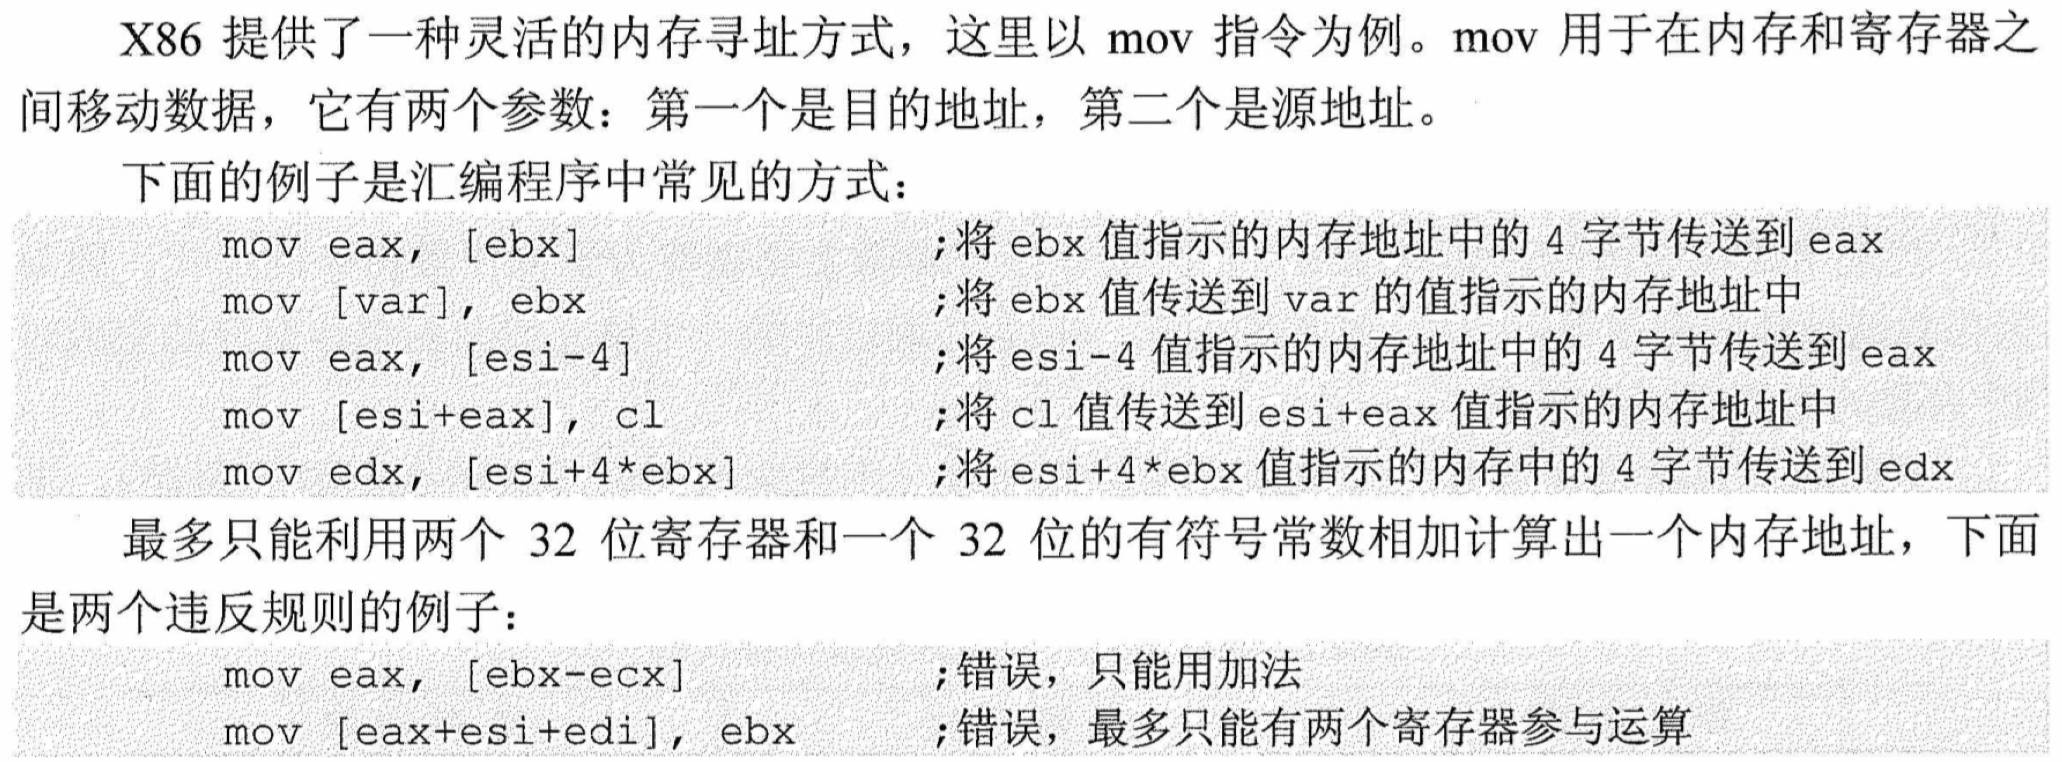 X86 提供了一种灵活的内存寻址方式，这里以 mov 指令为例。mov 用于在内存和寄存器之
间移动数据，它有两个参数：第一个是目的地址，第二个是源地址。
下面的例子是汇编程序中常见的方式：
mov eax, [ebx] ;将 ebx 值指示的内存地址中的 4 字节传送到 eax
mov [var], ebx ;将 ebx 值传送到 var 的值指示的内存地址中
mov eax, [esi-4] ;将 esi-4 值指示的内存地址中的 4 字节传送到 eax
mov [esi+eax], cl ;将 cl 值传送到 esi+eax 值指示的内存地址中
mov edx, [esi+4*ebx] ;将 esi+4*ebx 值指示的内存中的 4 字节传送到 edx
最多只能利用两个 32 位寄存器和一个 32 位的有符号常数相加计算出一个内存地址，下面
是两个违反规则的例子：
mov eax, [ebx-ecx] ;错误，只能用加法
mov [eax+esi+edi], ebx ;错误，最多只能有两个寄存器参与运算